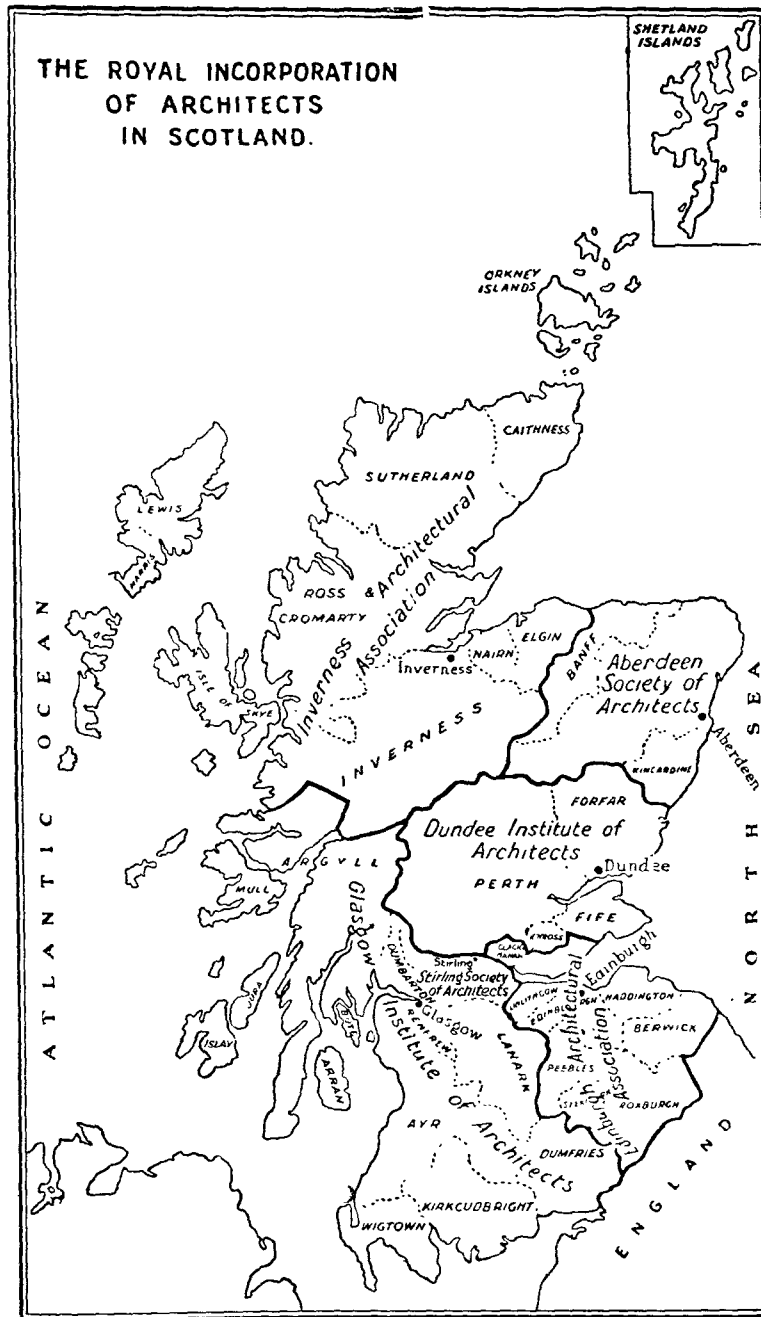 THE ROYAL INCORPORATION
OF ARCHITECTS
IN SCOTLAND.
SHETLAND
ISLANDS
ORKNEY
ISLANDS
CAITHNESS
SUTHERLAND
LEWIS
HARRIS
ROSS &
CROMARTY
Inverness Architectural
Association
ISLE OF
SKYE
Inverness
NAIRN
ELGIN
BANFF
Aberdeen
Society of
Architects
Aberdeen
KINCARDINE
INVERNESS
ATLANTIC OCEAN
NORTH SEA
FORFAR
Dundee Institute of
Architects
Dundee
PERTH
FIFE
KINROSS
CLACK
MANAN
ARGYLL
MULL
JURA
ISLAY
BUTE
ARRAN
Stirling
Stirling Society
of Architects
DUMBARTON
Glasgow
RENFREW
LANARK
Glasgow
Institute of Architects
Edinburgh
LINLITHGOW
EDINBURGH
HADDINGTON
BERWICK
PEEBLES
ROXBURGH
Edinburgh
Architectural
Association
AYR
DUMFRIES
KIRKCUDBRIGHT
WIGTOWN
ENGLAND